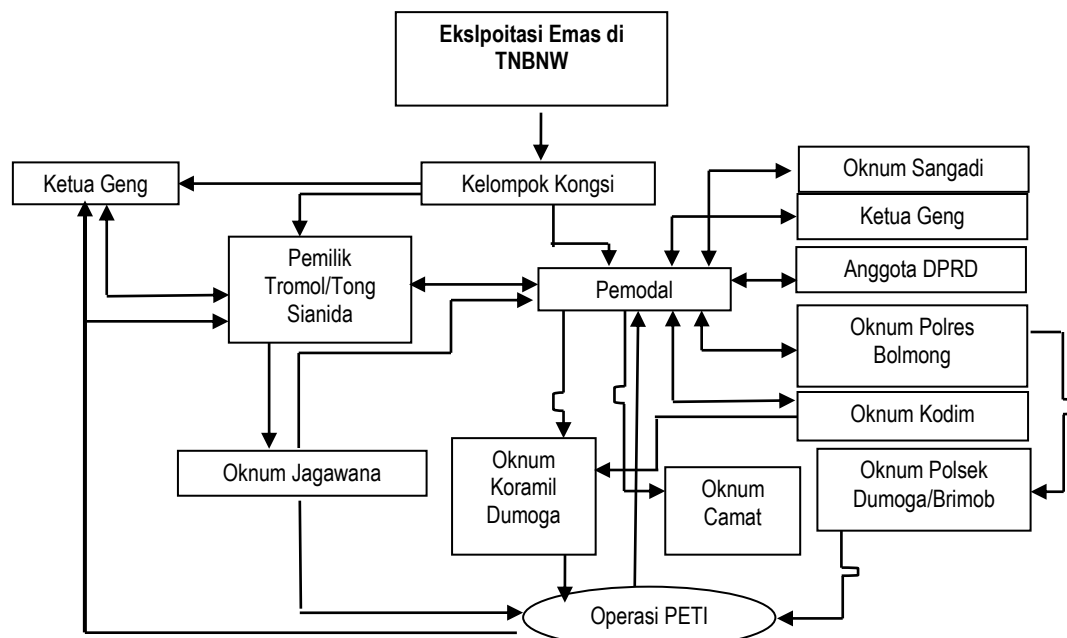 Ekslpoitasi Emas di
TNBNW
Ketua Geng
Kelompok Kongsi
Oknum Sangadi
Ketua Geng
Pemilik
Tromol/Tong
Sianida
Pemodal
Anggota DPRD
Oknum Polres
Bolmong
Oknum Kodim
Oknum Jagawana
Oknum
Koramil
Dumoga
Oknum
Camat
Oknum Polsek
Dumoga/Brimob
Operasi PETI